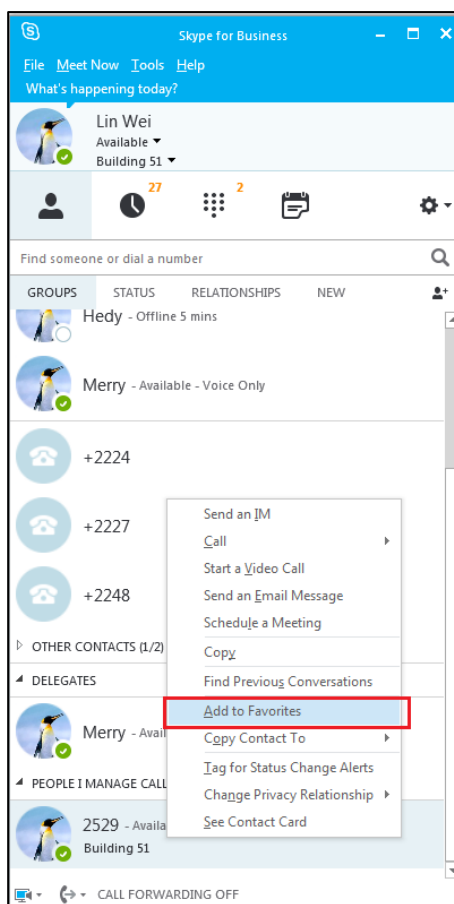 Skype for Business
File Meet Now Tools Help
What's happening today?
Lin Wei
Available
Building 51
27
2
Find someone or dial a number
GROUPS STATUS RELATIONSHIPS NEW
Hedy - Offline 5 mins
Merry - Available - Voice Only
+2224
+2227
+2248
OTHER CONTACTS (1/2)
DELEGATES
Merry - Avai
PEOPLE I MANAGE CALL
2529 - Availa
Building 51
Send an IM
Call
Start a Video Call
Send an Email Message
Schedule a Meeting
Copy
Find Previous Conversations
Add to Favorites
Copy Contact To
Tag for Status Change Alerts
Change Privacy Relationship
See Contact Card
CALL FORWARDING OFF